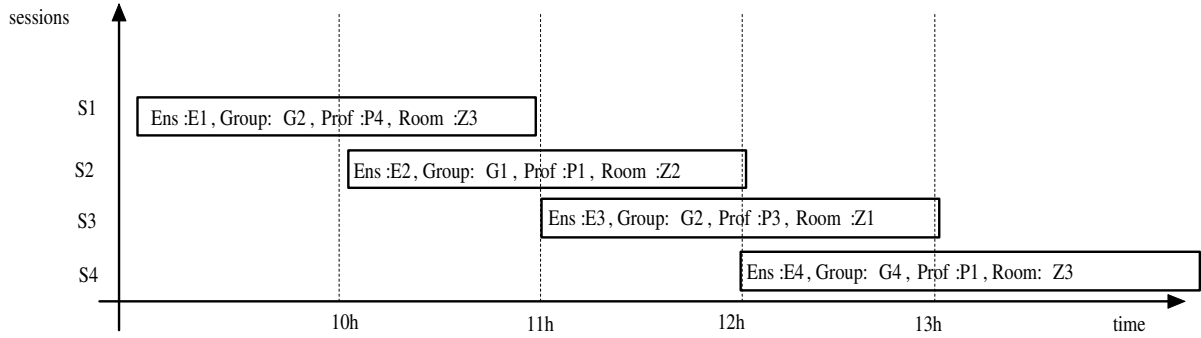 sessions
S1
Ens :E1, Group: G2, Prof :P4, Room :Z3
S2
Ens :E2, Group: G1, Prof :P1, Room :Z2
S3
Ens :E3, Group: G2, Prof :P3, Room :Z1
S4
Ens :E4, Group: G4, Prof :P1, Room: Z3
10h
11h
12h
13h
time